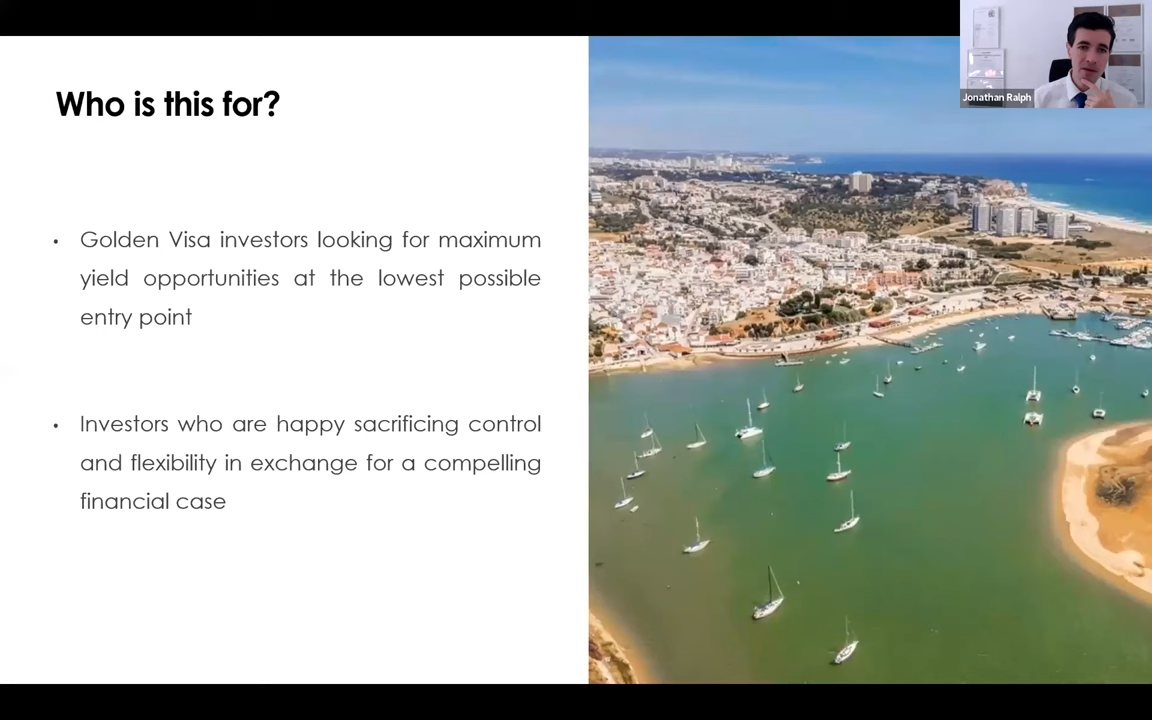 Who is this for?
• Golden Visa investors looking for maximum
yield opportunities at the lowest possible
entry point
• Investors who are happy sacrificing control
and flexibility in exchange for a compelling
financial case
Jonathan Ralph